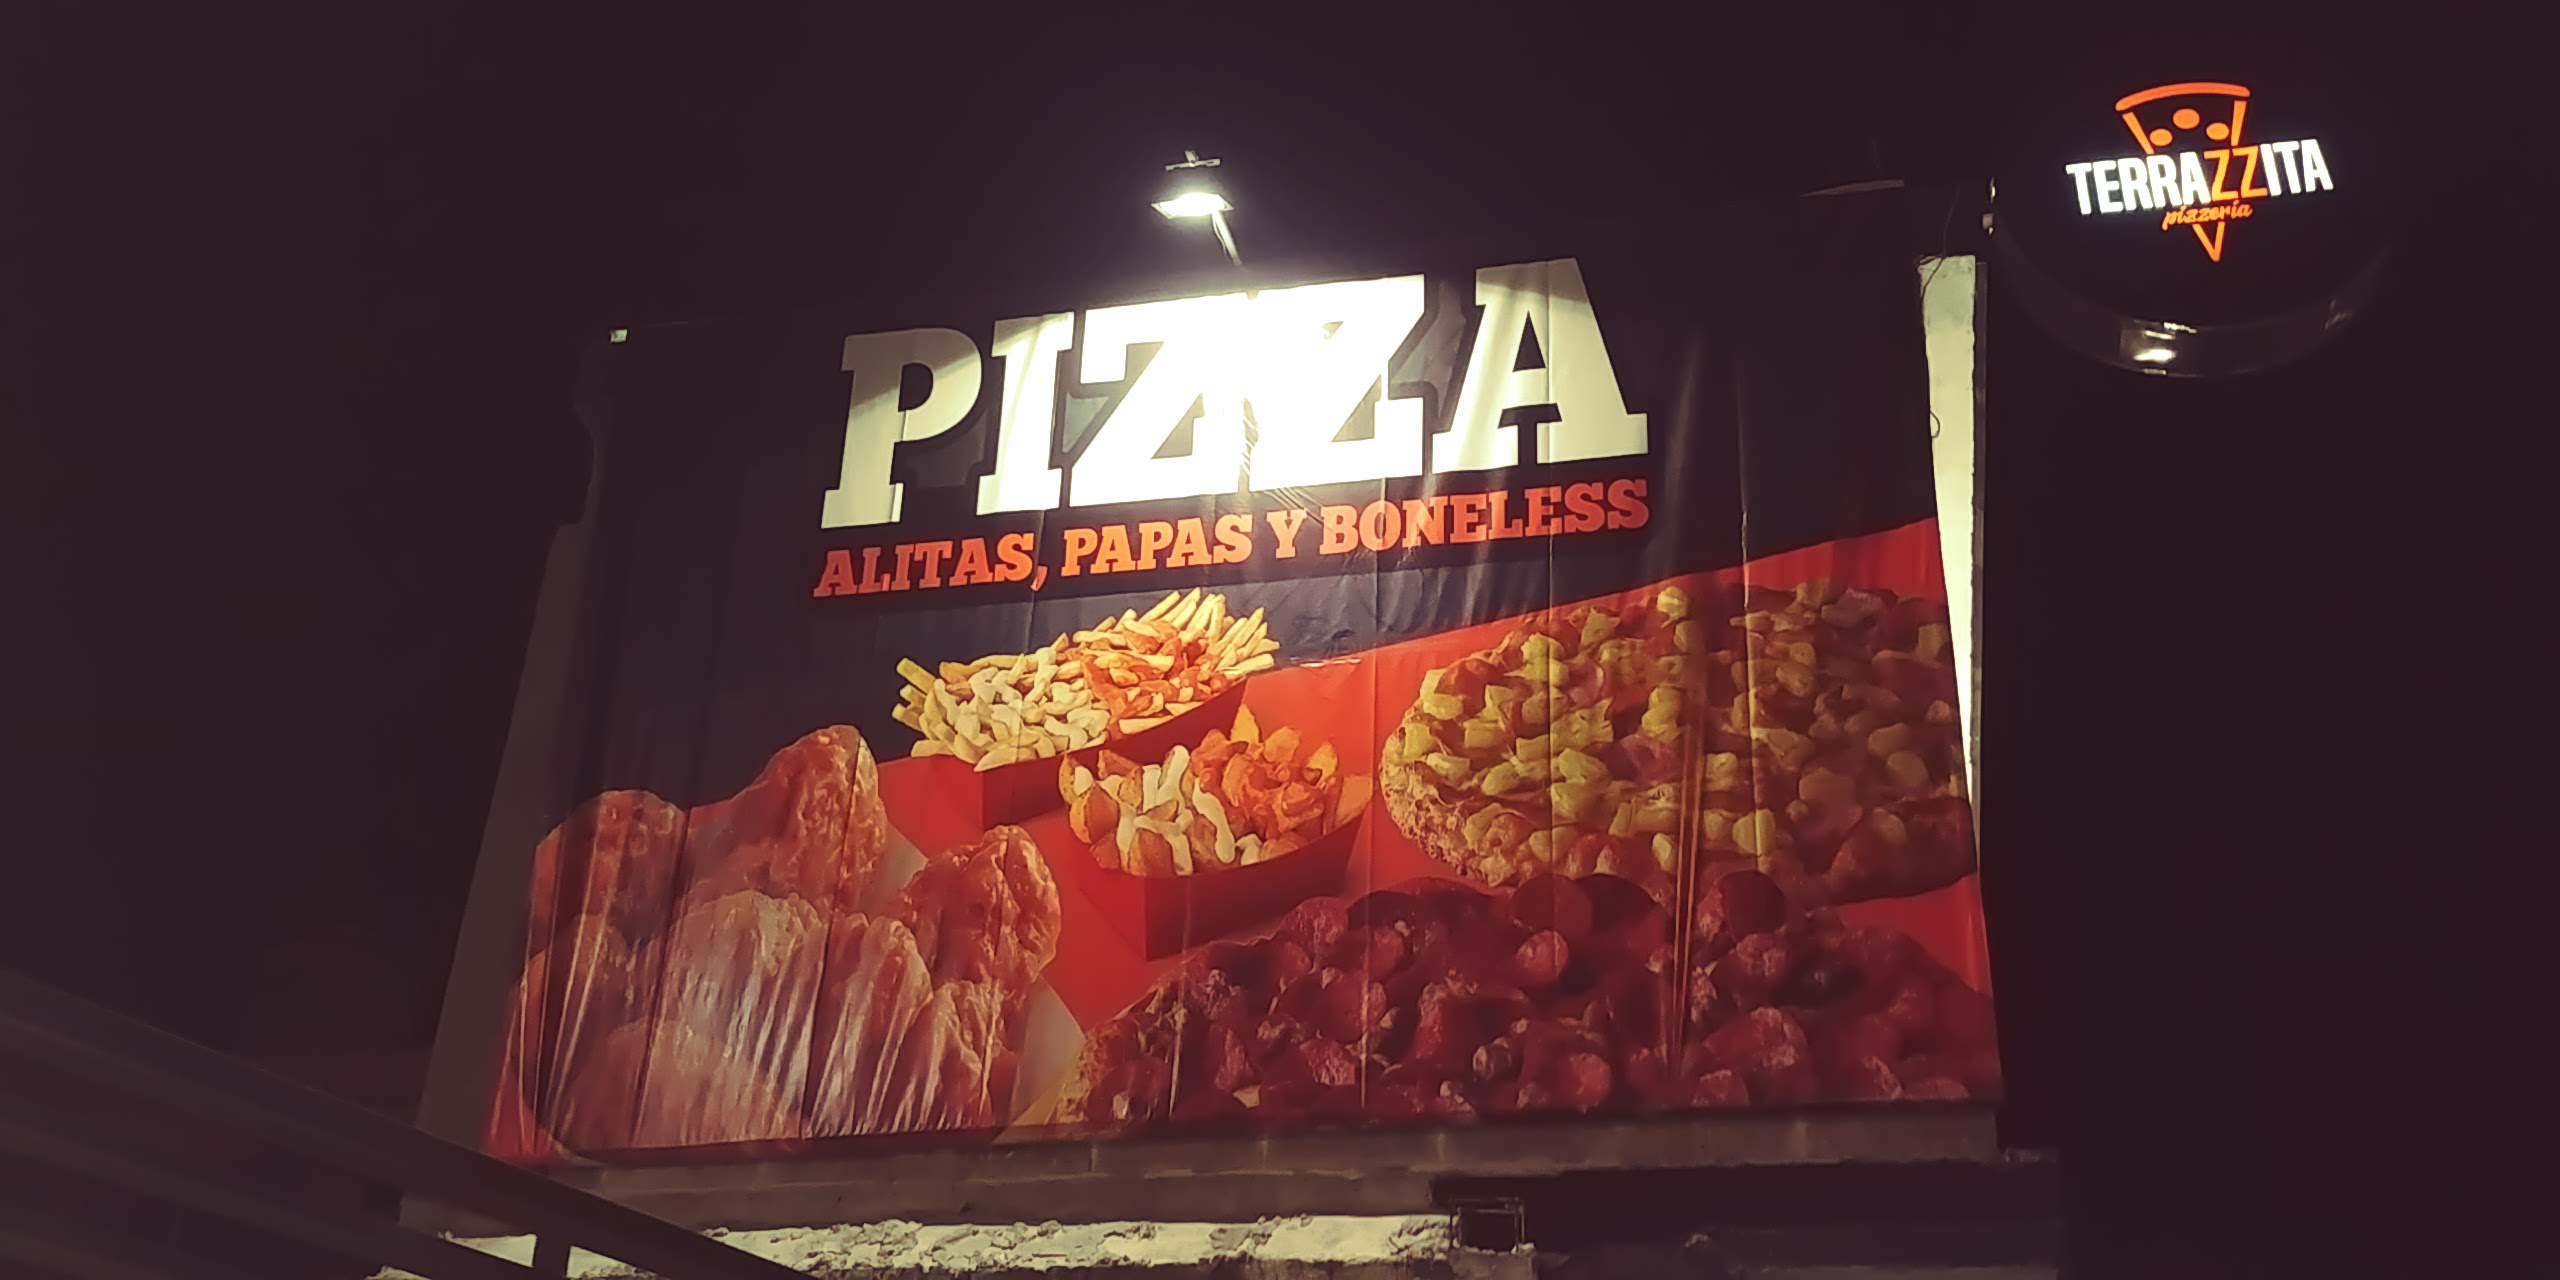 PIZZA
ALITAS, PAPAS Y BONELESS
TERRAZZITA
pizzería